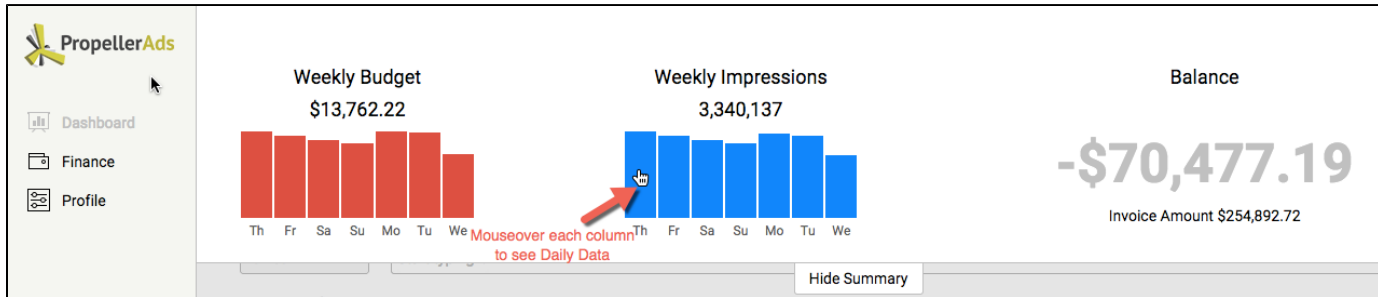 PropellerAds
Dashboard
Finance
Profile
Weekly Budget
$13,762.22
Th Fr Sa Su Mo Tu We
Weekly Impressions
3,340,137
Th Fr Sa Su Mo Tu We
Mouseover each column
to see Daily Data
Balance
-$70,477.19
Invoice Amount $254,892.72
Hide Summary